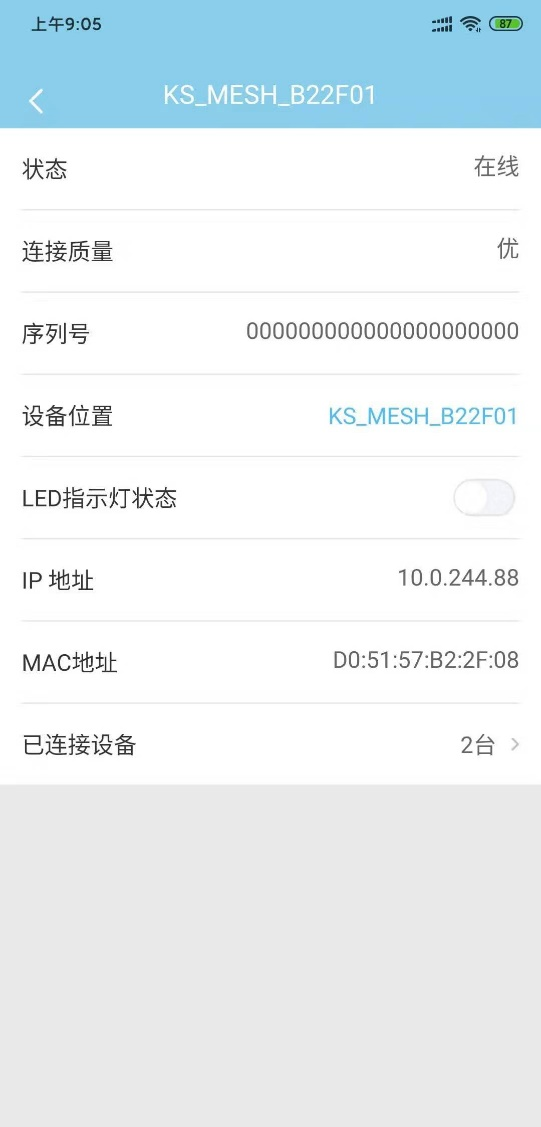 上午9:05
87
KS_MESH_B22F01
状态
在线
连接质量
优
序列号
000000000000000000000
设备位置
KS_MESH_B22F01
LED指示灯状态
IP 地址
10.0.244.88
MAC地址
D0:51:57:B2:2F:08
已连接设备
2台